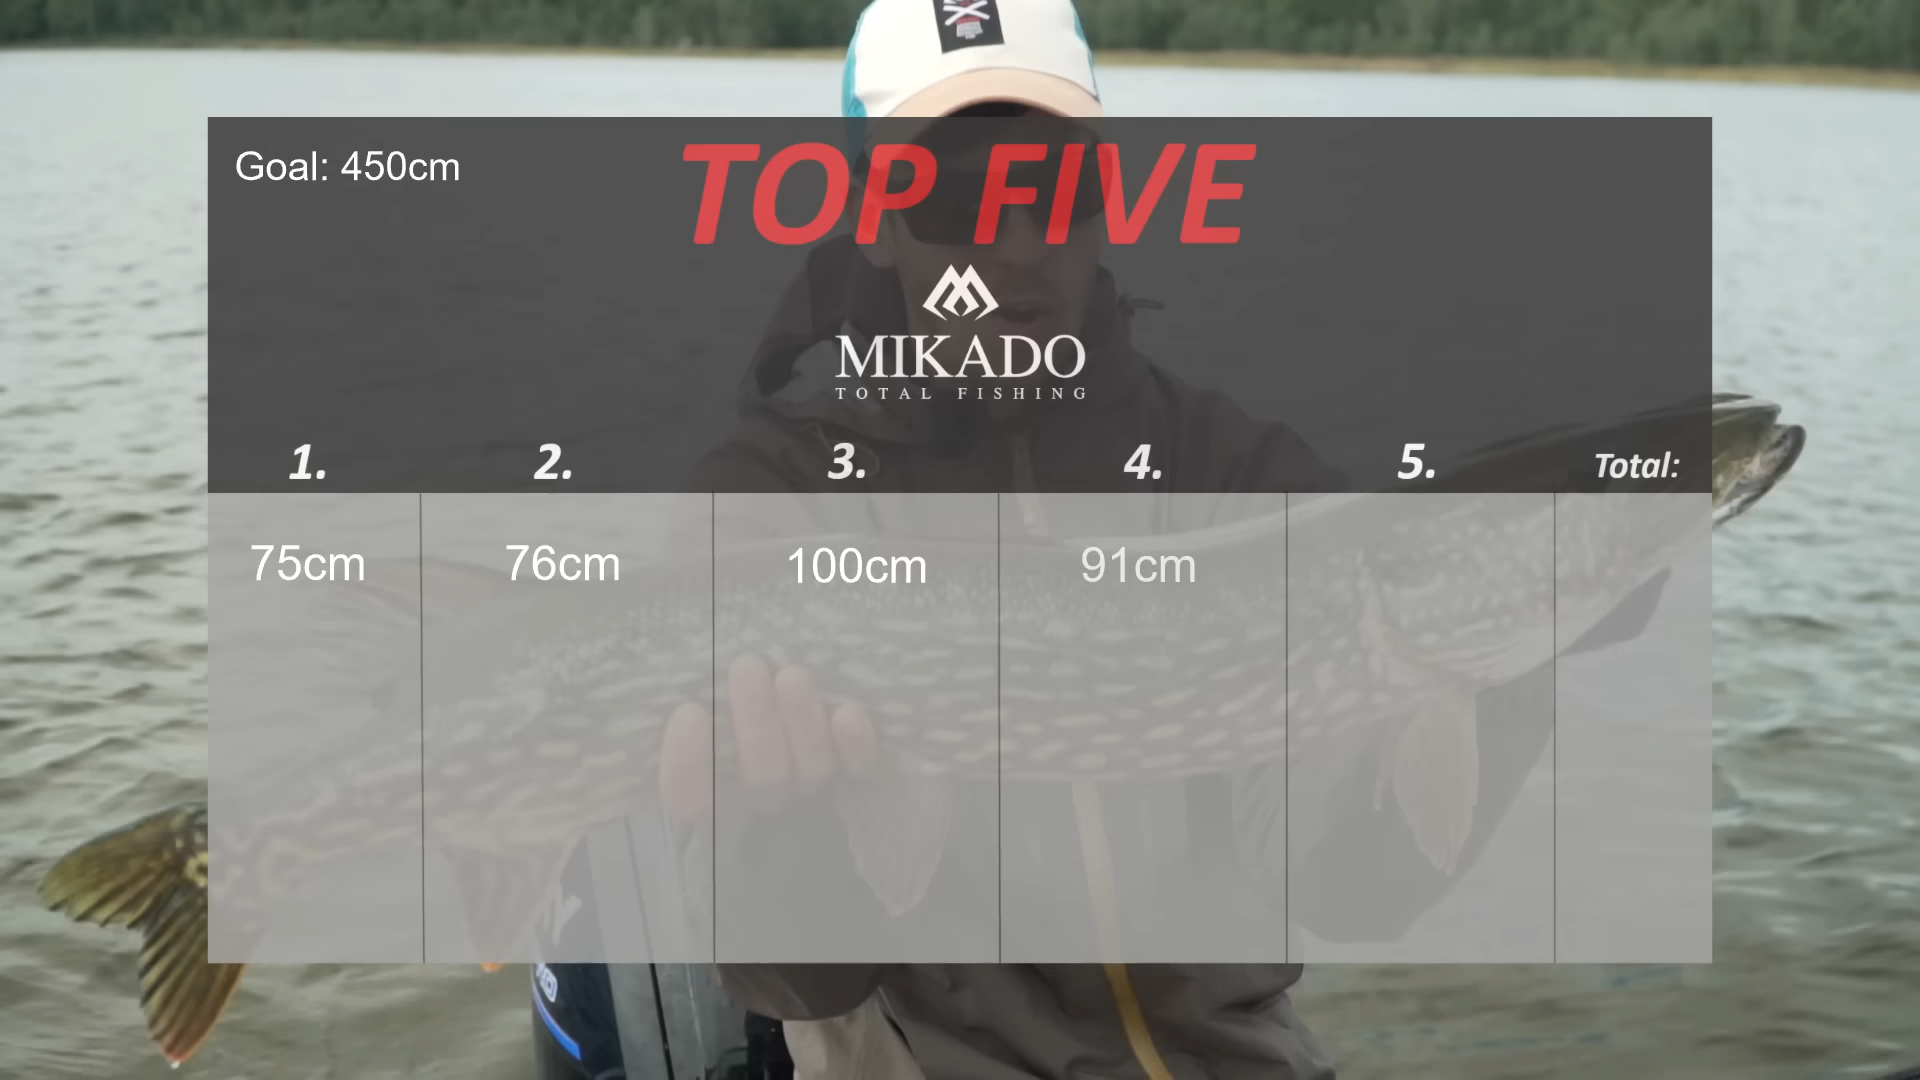 Goal: 450cm
TOP FIVE
MIKADO
TOTAL FISHING
1. 2. 3. 4. 5. Total:
75cm 76cm 100cm 91cm